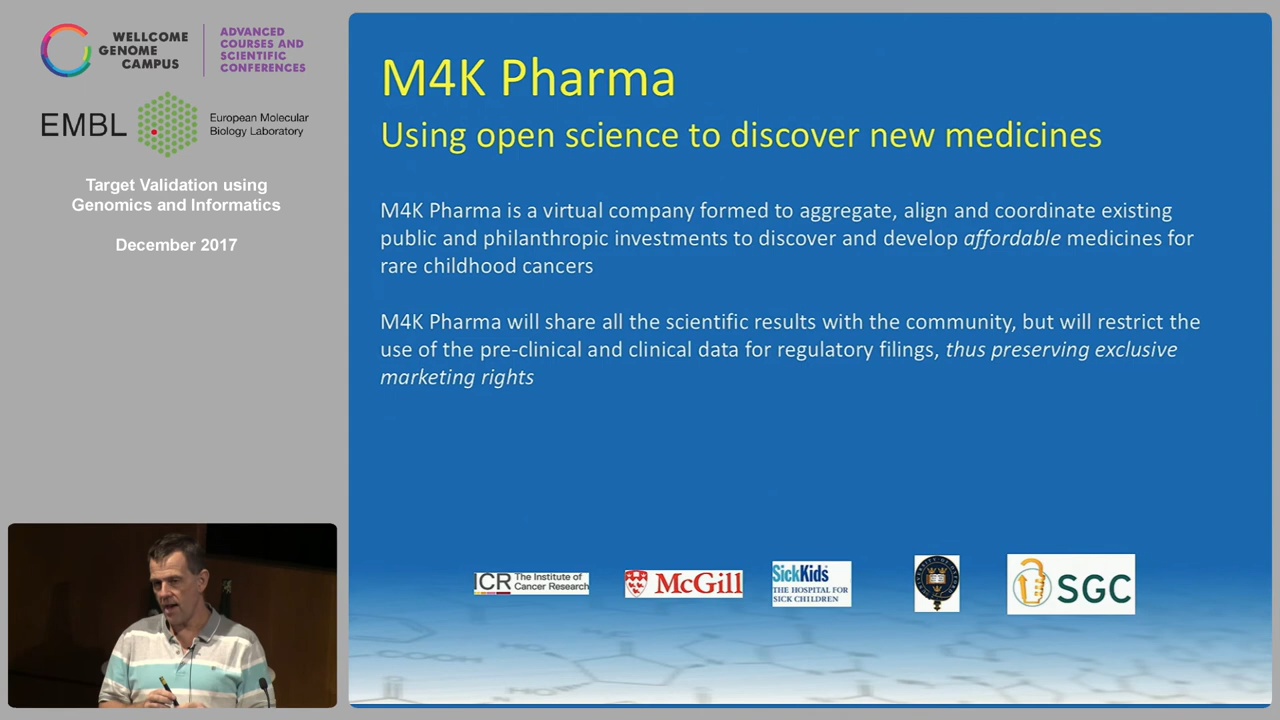 WELLCOME
GENOME
CAMPUS
ADVANCED
COURSES AND
SCIENTIFIC
CONFERENCES
EMBL
European Molecular
Biology Laboratory
Target Validation using
Genomics and Informatics
December 2017
M4K Pharma
Using open science to discover new medicines
M4K Pharma is a virtual company formed to aggregate, align and coordinate existing
public and philanthropic investments to discover and develop affordable medicines for
rare childhood cancers
M4K Pharma will share all the scientific results with the community, but will restrict the
use of the pre-clinical and clinical data for regulatory filings, thus preserving exclusive
marketing rights
ICR The Institute of
Cancer Research
McGill
SickKids
THE HOSPITAL FOR
SICK CHILDREN
SGC